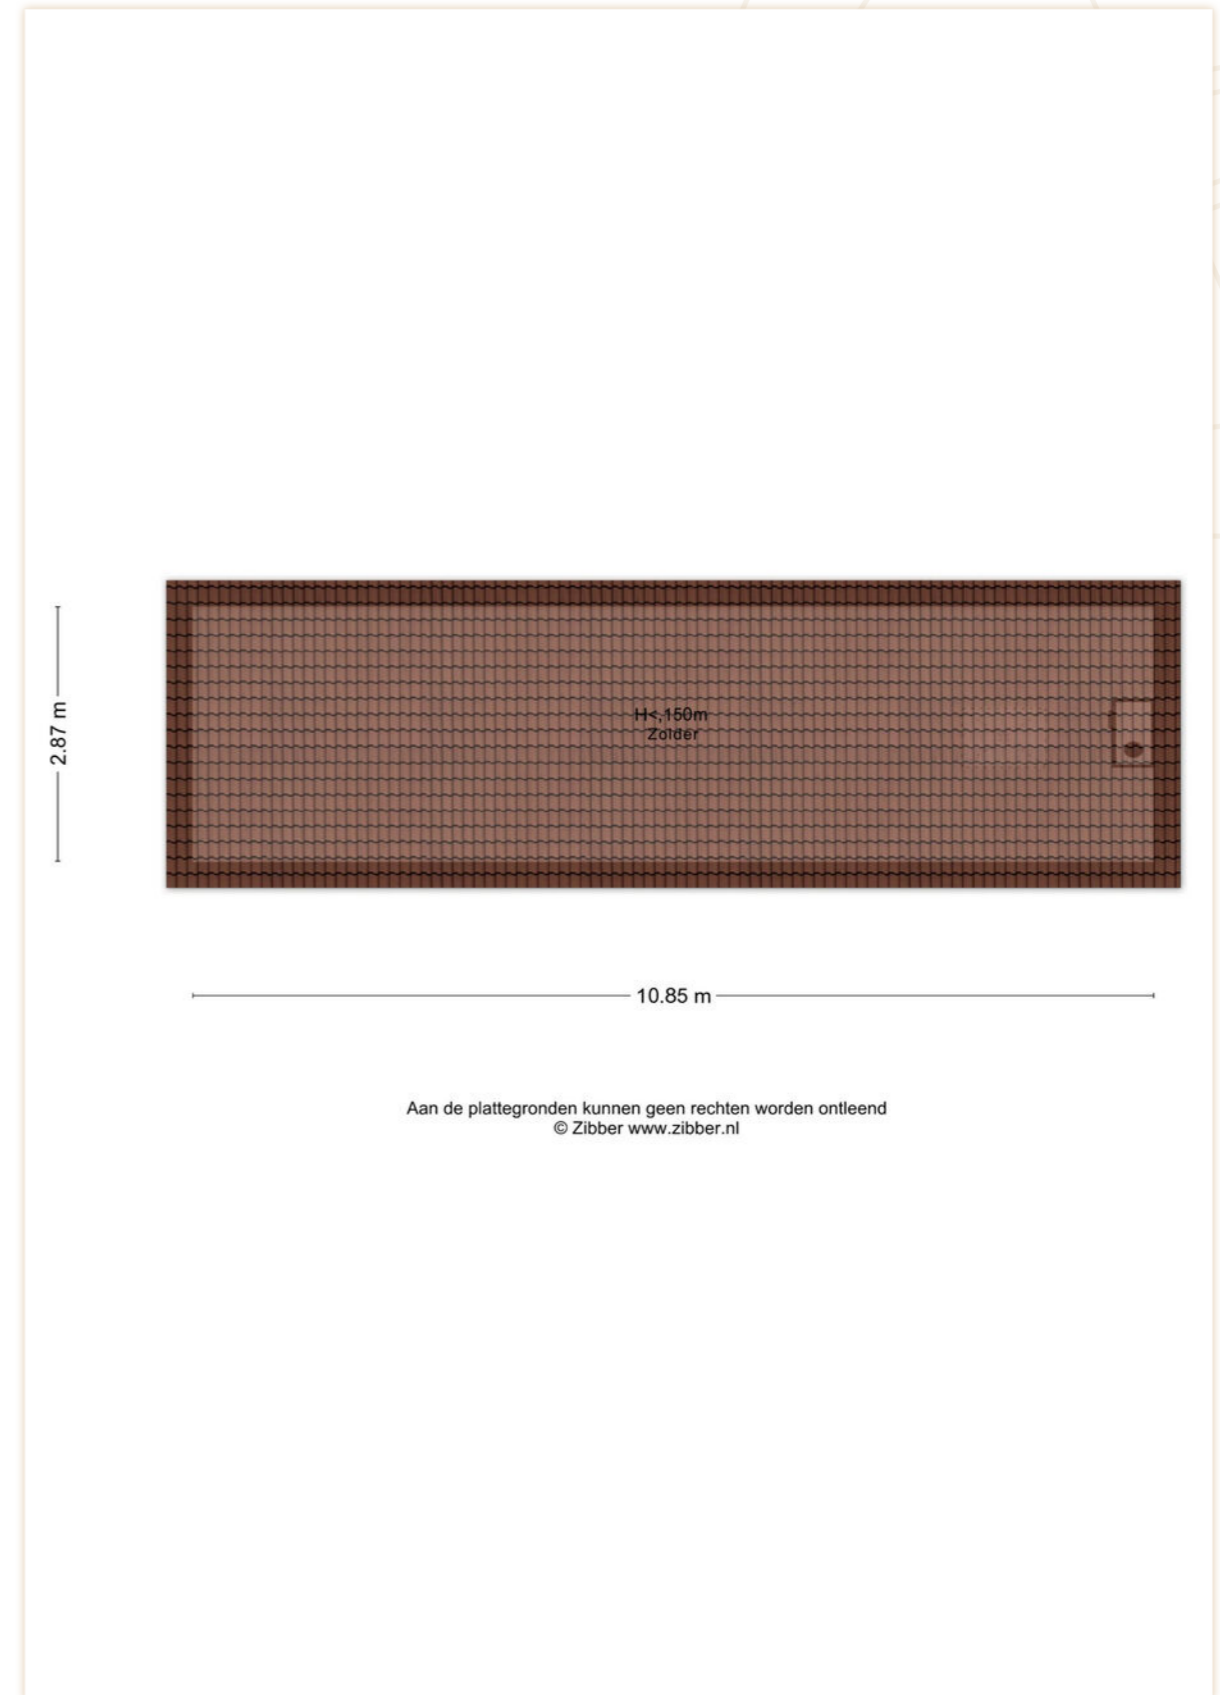 H<,150m
Zolder
2.87 m
10.85 m
Aan de plattegronden kunnen geen rechten worden ontleend
© Zibber www.zibber.nl